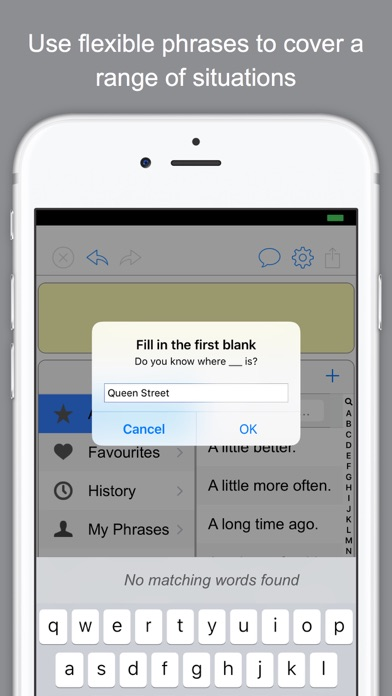 Use flexible phrases to cover a
range of situations
Fill in the first blank
Do you know where ___ is?
Queen Street
Cancel
OK
A
Favourites
History
My Phrases
A little better.
A little more often.
A long time ago.
A
B
C
D
E
F
G
H
I
J
K
L
M
N
No matching words found
q w e r t y u i o p
a s d f g h j k l